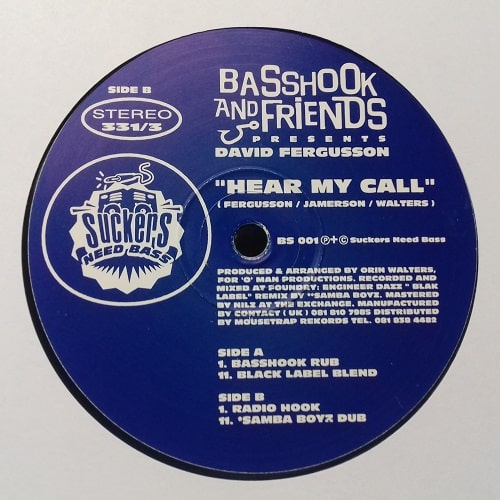 SIDE B
STEREO
33 1/3
BASSHOOK
AND FRIENDS
PRESENTS
DAVID FERGUSSON
"HEAR MY CALL"
( FERGUSSON / JAMERSON / WALTERS )
Suckers
NEED BASS
BS 001 ℗+© Suckers Need Bass
PRODUCED & ARRANGED BY ORIN WALTERS,
FOR 'O' MAN PRODUCTIONS. RECORDED AND
MIXED AT FOUNDRY: ENGINEER DAZZ " BLAK
LABEL" REMIX BY "SAMBA BOYZ. MASTERED
BY NILZ AT THE EXCHANGE. MANUFACTURED
BY CONTACT ( UK ) 081 810 7985 DISTRIBUTED
BY MOUSETRAP REKORDS TEL. 081 838 4482
SIDE A
1. BASSHOOK RUB
11. BLACK LABEL BLEND
SIDE B
1. RADIO HOOK
11. 'SAMBA BOYZ DUB